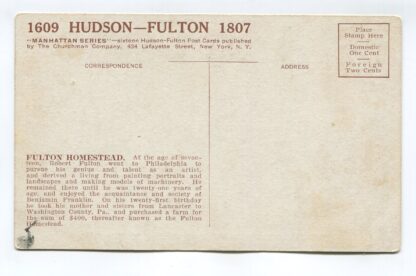 1609 HUDSON—FULTON 1807
"MANHATTAN SERIES"—sixteen Hudson-Fulton Post Cards published
by The Churchman Company, 434 Lafayette Street, New York, N. Y.
Place
Stamp Here
Domestic
One Cent
Foreign
Two Cents
CORRESPONDENCE
ADDRESS
FULTON HOMESTEAD. At the age of seven-
teen, Robert Fulton went to Philadelphia to
pursue his genius and talent as an artist,
and derived a living from painting portraits and
landscapes and making models of machinery. He
remained there until he was twenty-one years of
age, and enjoyed the acquaintance and society of
Benjamin Franklin. On his twenty-first birthday
he took his mother and sisters from Lancaster to
Washington County, Pa., and purchased a farm for
the sum of $400, thereafter known as the Fulton
Homestead.